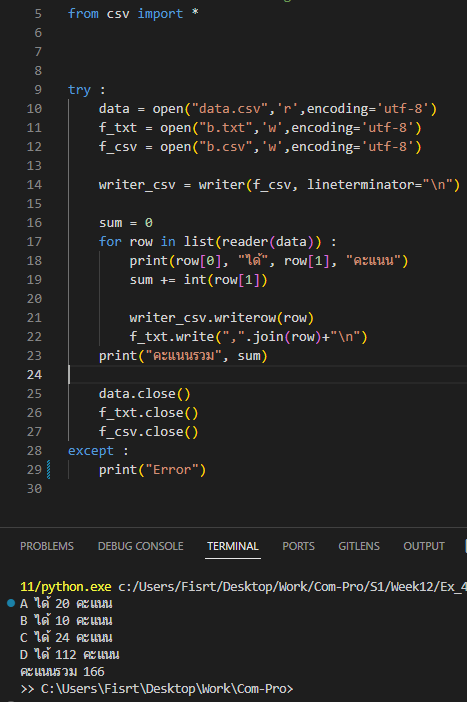 5 from csv import *
6
7
8
9 try :
10 data = open("data.csv",'r',encoding='utf-8')
11 f_txt = open("b.txt",'w',encoding='utf-8')
12 f_csv = open("b.csv",'w',encoding='utf-8')
13
14 writer_csv = writer(f_csv, lineterminator="\n")
15
16 sum = 0
17 for row in list(reader(data)) :
18 print(row[0], "ได้", row[1], "คะแนน")
19 sum += int(row[1])
20
21 writer_csv.writerow(row)
22 f_txt.write(",".join(row)+"\n")
23 print("คะแนนรวม", sum)
24
25 data.close()
26 f_txt.close()
27 f_csv.close()
28 except :
29 print("Error")
30
PROBLEMS DEBUG CONSOLE TERMINAL PORTS GITLENS OUTPUT
11/python.exe c:/Users/Fisrt/Desktop/Work/Com-Pro/S1/Week12/Ex_4
A ได้ 20 คะแนน
B ได้ 10 คะแนน
C ได้ 24 คะแนน
D ได้ 112 คะแนน
คะแนนรวม 166
>> C:\Users\Fisrt\Desktop\Work\Com-Pro>